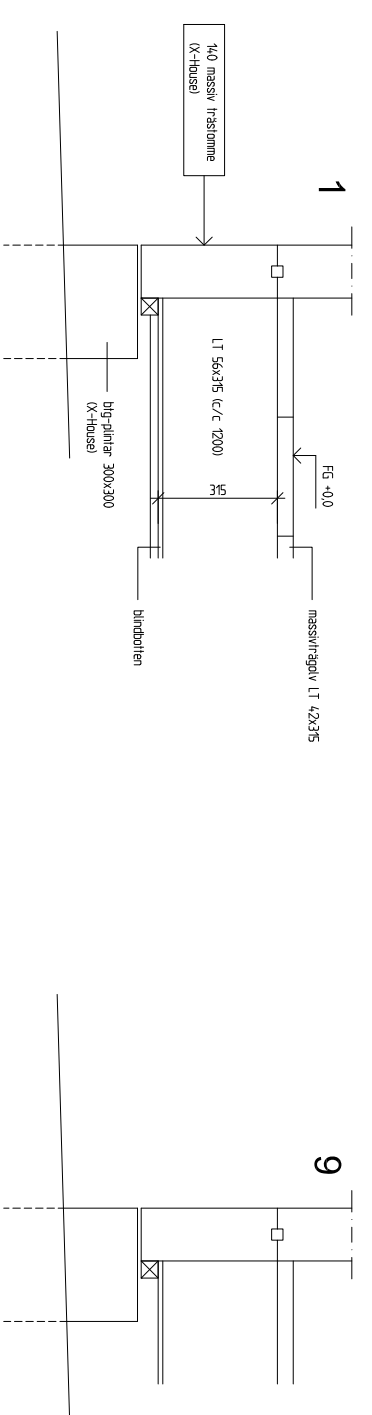 1
140 massiv trästomme
(X-House)
FG +0,0
massivträgolv LT 42x315
LT 56x315 (c/c 1200)
315
blindbotten
btg-plintar 300x300
(X-House)
9